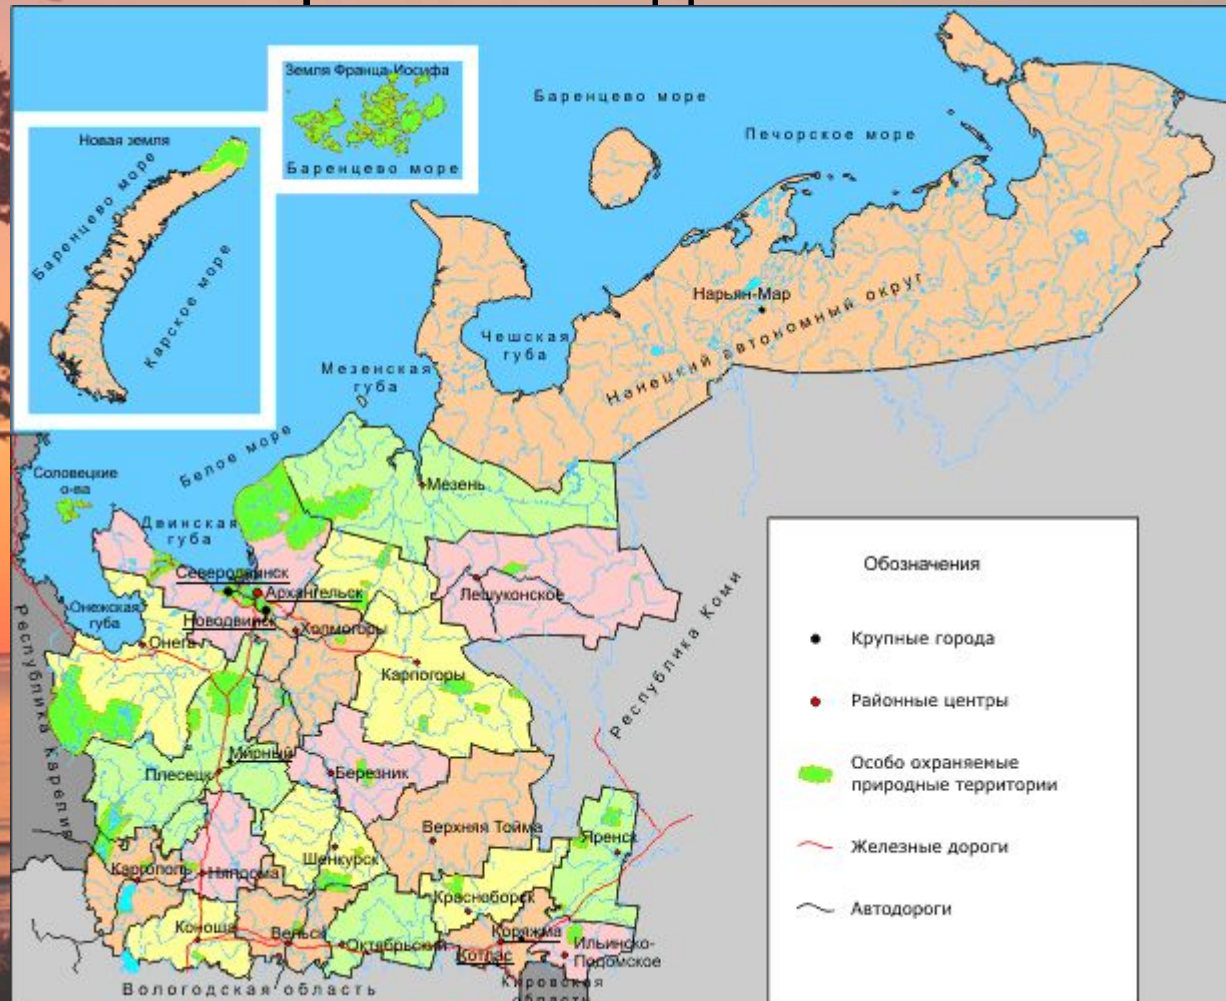 Земля Франца-Иосифа
Баренцево море
Новая земля
Баренцево море
Карское море
Баренцево море
Печорское море
Нарьян-Мар
Ненецкий автономный округ
Чешская
губа
Мезенская
губа
Белое море
Соловецкие
о-ва
Двинская
губа
Мезень
Северодвинск
Архангельск
Новодвинск
Холмогоры
Лешуконское
Онежская
губа
Онега г.
Карпогоры
Республика Карелия
Республика Коми
Мирный
Плесецк
Березник
Верхняя Тойма
Шенкурск
Яренск
Каргополь
Няндома
Красноборск
Коноша
Вельск
Октябрьский
Коряжма
Котлас
Ильинско-
Подомское
Вологодская область
Кировская
область
Обозначения
Крупные города
Районные центры
Особо охраняемые
природные территории
Железные дороги
Автодороги